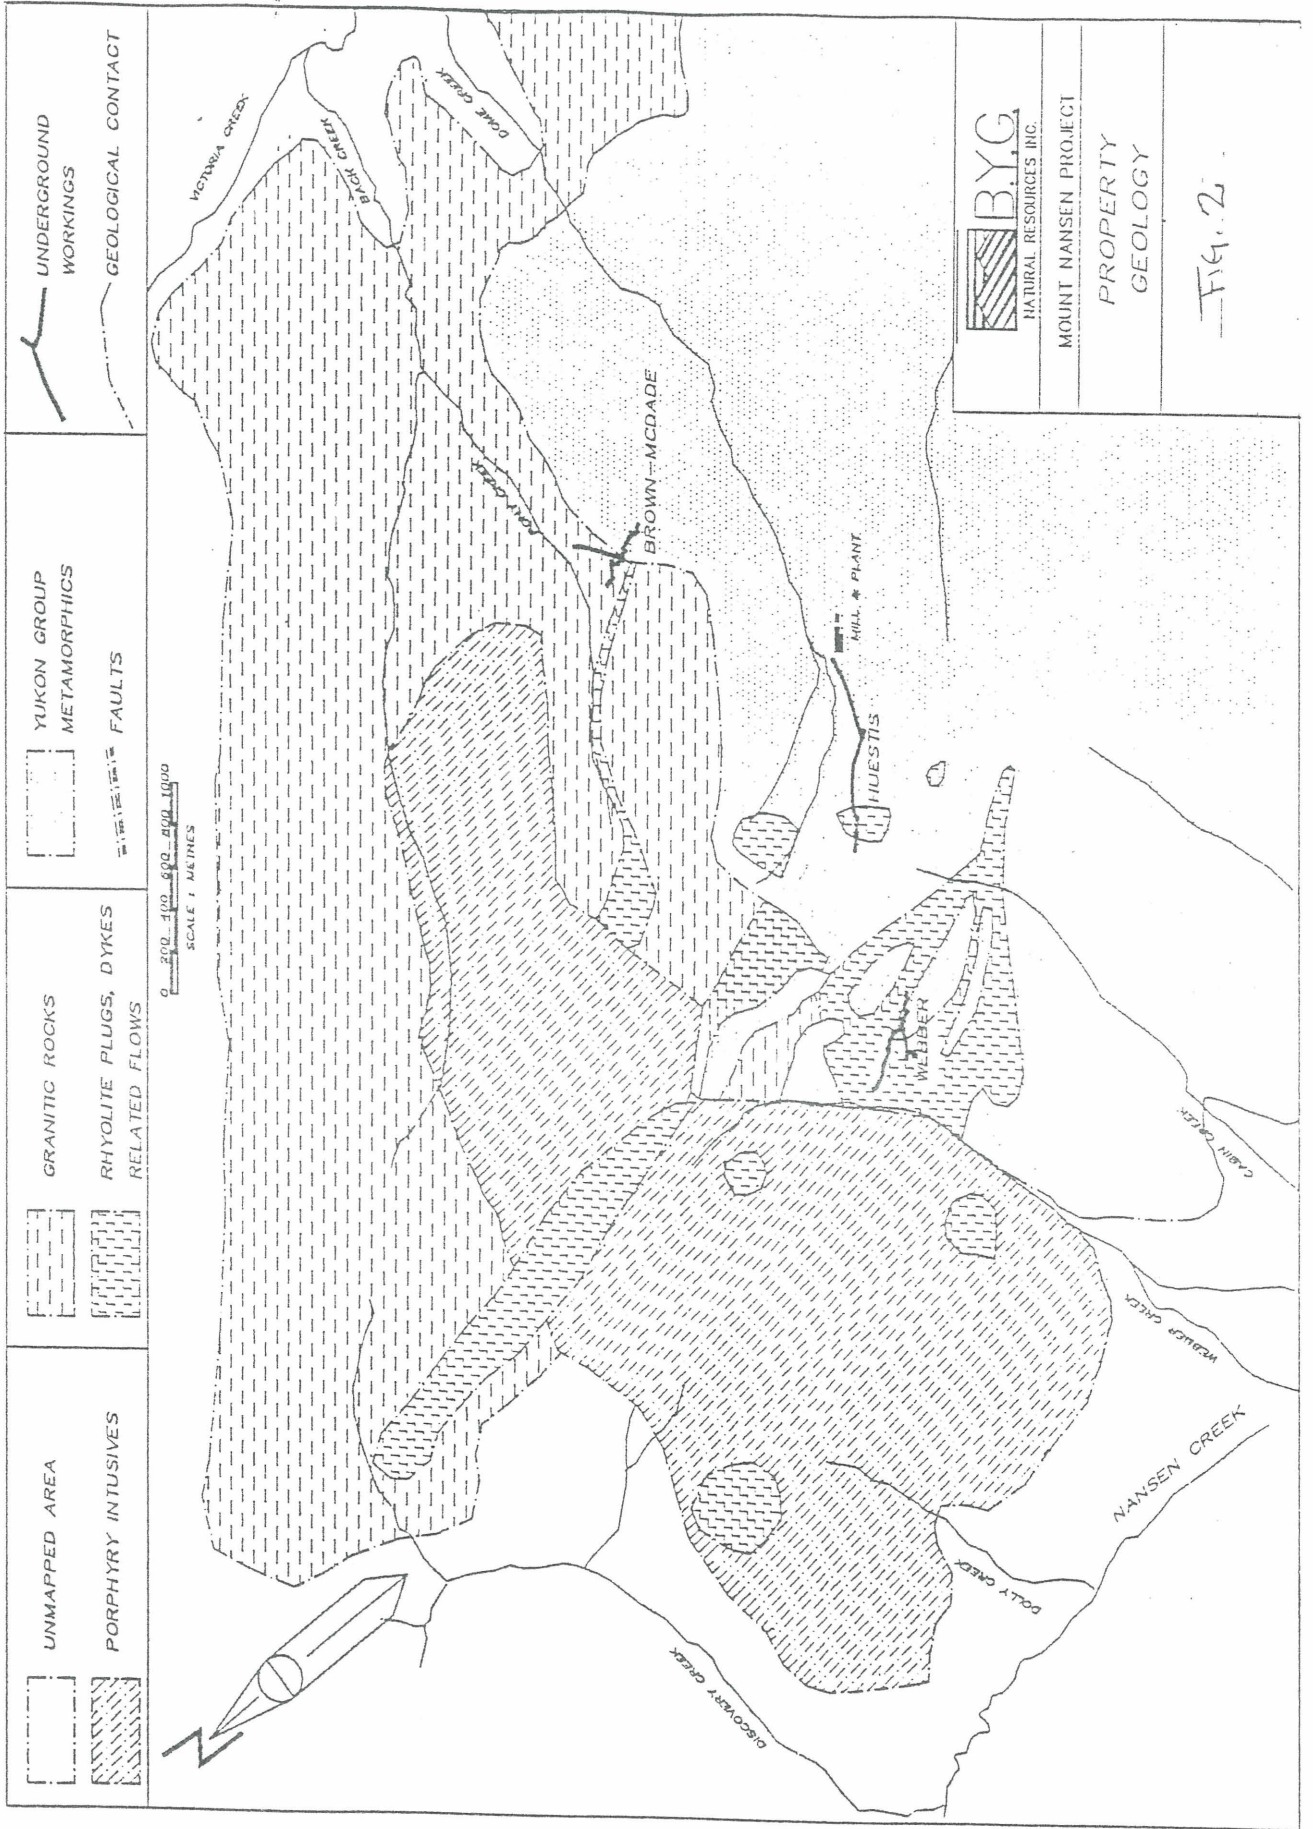 UNMAPPED AREA
PORPHYRY INTUSIVES
GRANITIC ROCKS
RHYOLITE PLUGS, DYKES
RELATED FLOWS
YUKON GROUP
METAMORPHICS
FAULTS
UNDERGROUND
WORKINGS
GEOLOGICAL CONTACT
N
0 200 400 600 800 1000
SCALE : METRES
VICTORIA CREEK
BACK CREEK
DOME CREEK
PONY CREEK
BROWN-MCDADE
MILL & PLANT
HUESTIS
WEBBER
CABIN CREEK
WEBBER CREEK
NANSEN CREEK
DOLLY CREEK
DISCOVERY CREEK
B.Y.G.
NATURAL RESOURCES INC.
MOUNT NANSEN PROJECT
PROPERTY
GEOLOGY
FIG. 2.